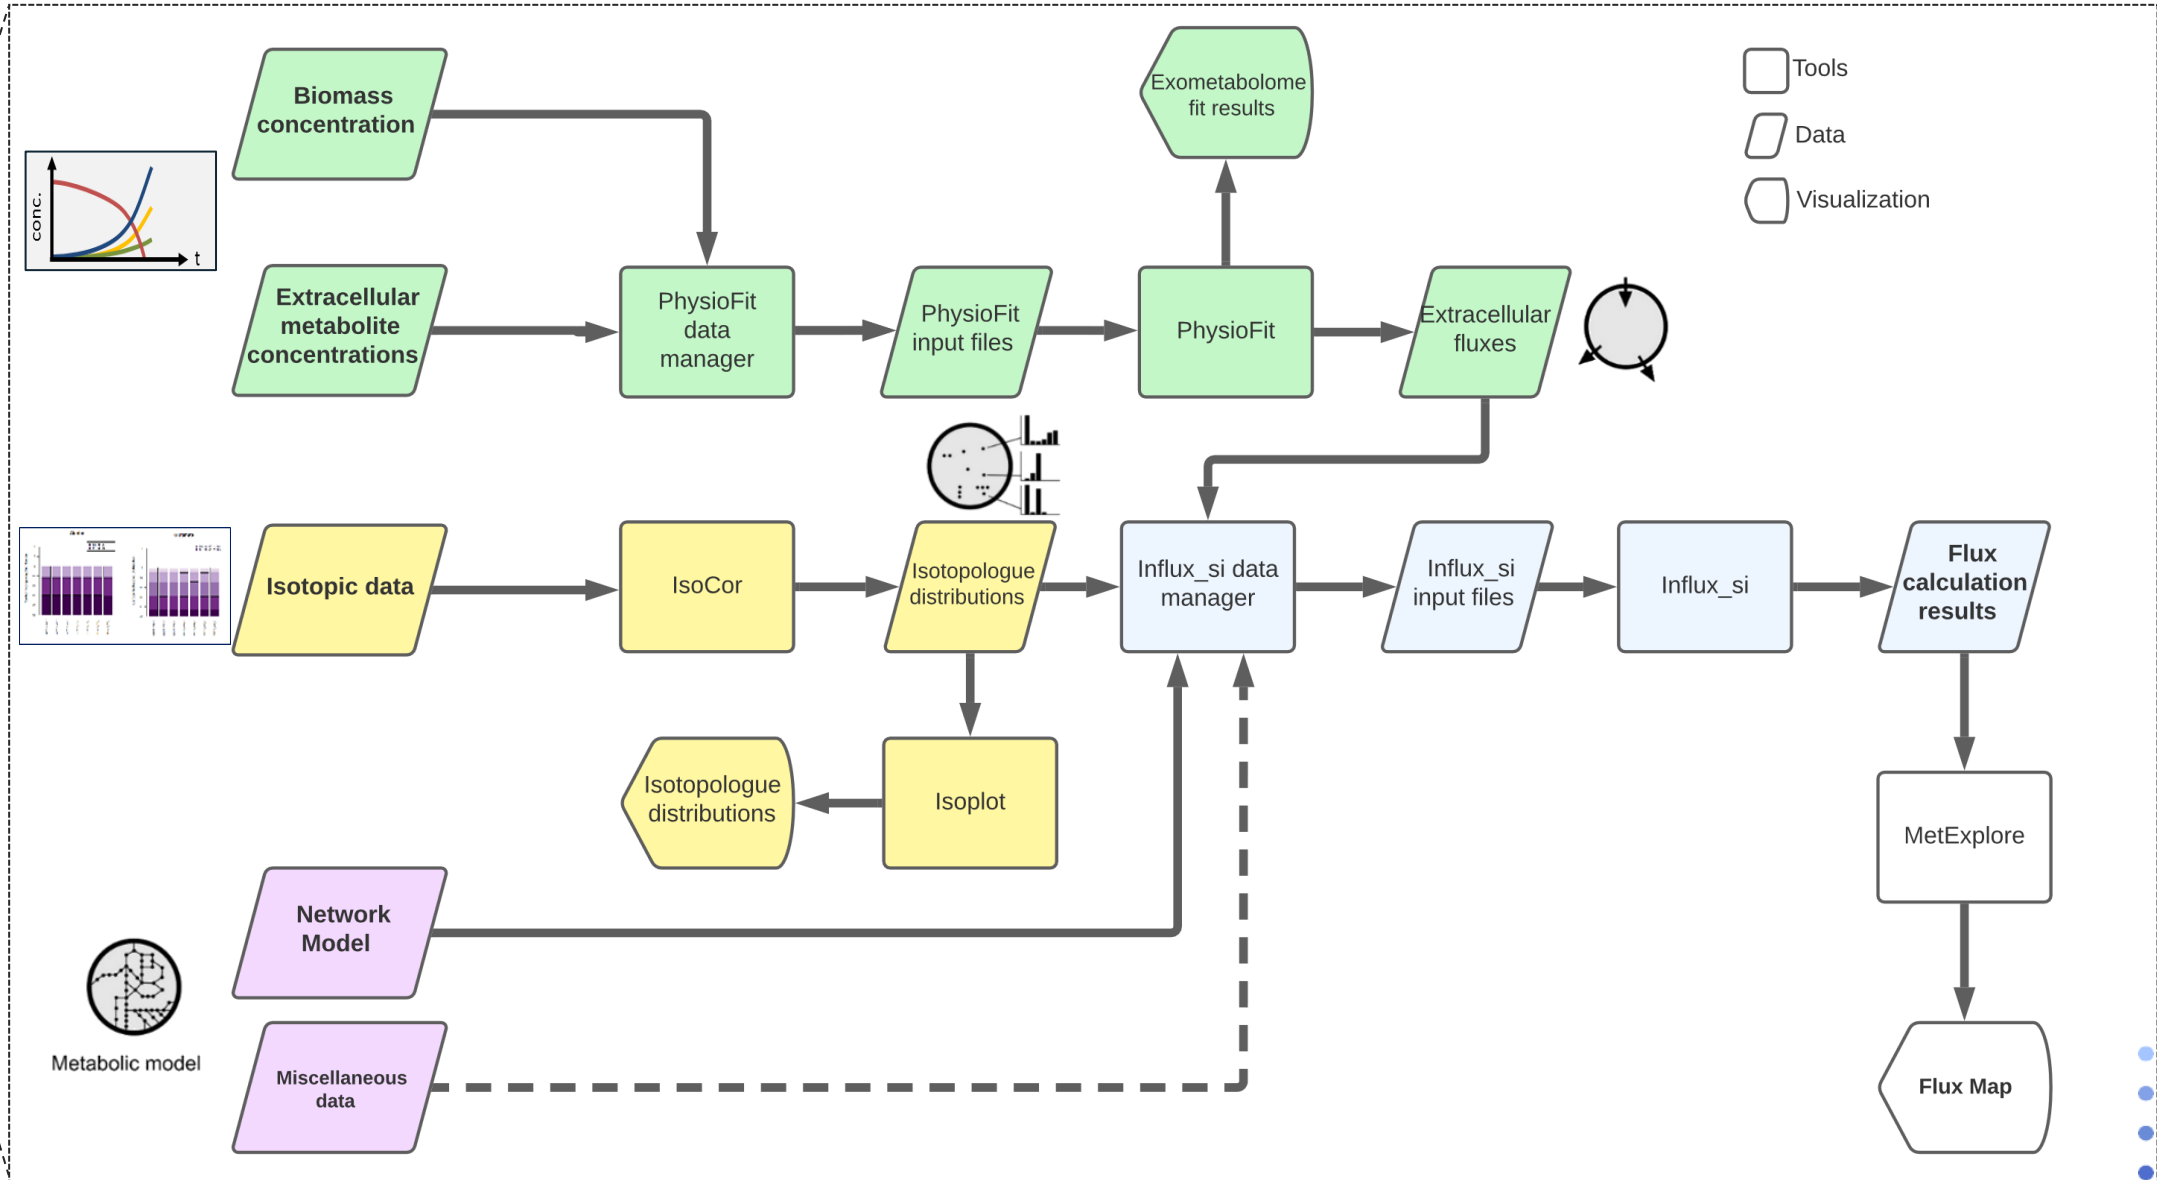 Biomass
concentration
Exometabolome
fit results
Tools
Data
Visualization
conc.
t
Extracellular
metabolite
concentrations
PhysioFit
data
manager
PhysioFit
input files
PhysioFit
Extracellular
fluxes
Isotopic data
IsoCor
Isotopologue
distributions
Influx_si data
manager
Influx_si
input files
Influx_si
Flux
calculation
results
Isotopologue
distributions
Isoplot
MetExplore
Network
Model
Metabolic model
Miscellaneous
data
Flux Map